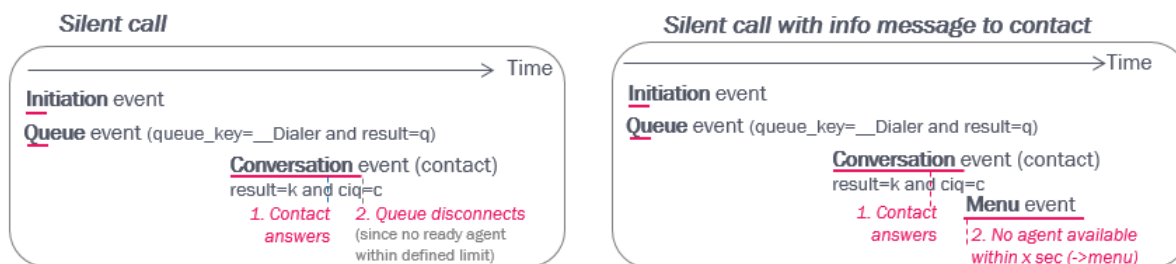 Silent call
Time
Initiation event
Queue event (queue_key=__Dialer and result=q)
Conversation event (contact)
result=k and ciq=c
1. Contact answers
2. Queue disconnects
(since no ready agent
within defined limit)
Silent call with info message to contact
Time
Initiation event
Queue event (queue_key=__Dialer and result=q)
Conversation event (contact)
result=k and ciq=c
Menu event
1. Contact answers
2. No agent available
within x sec (->menu)